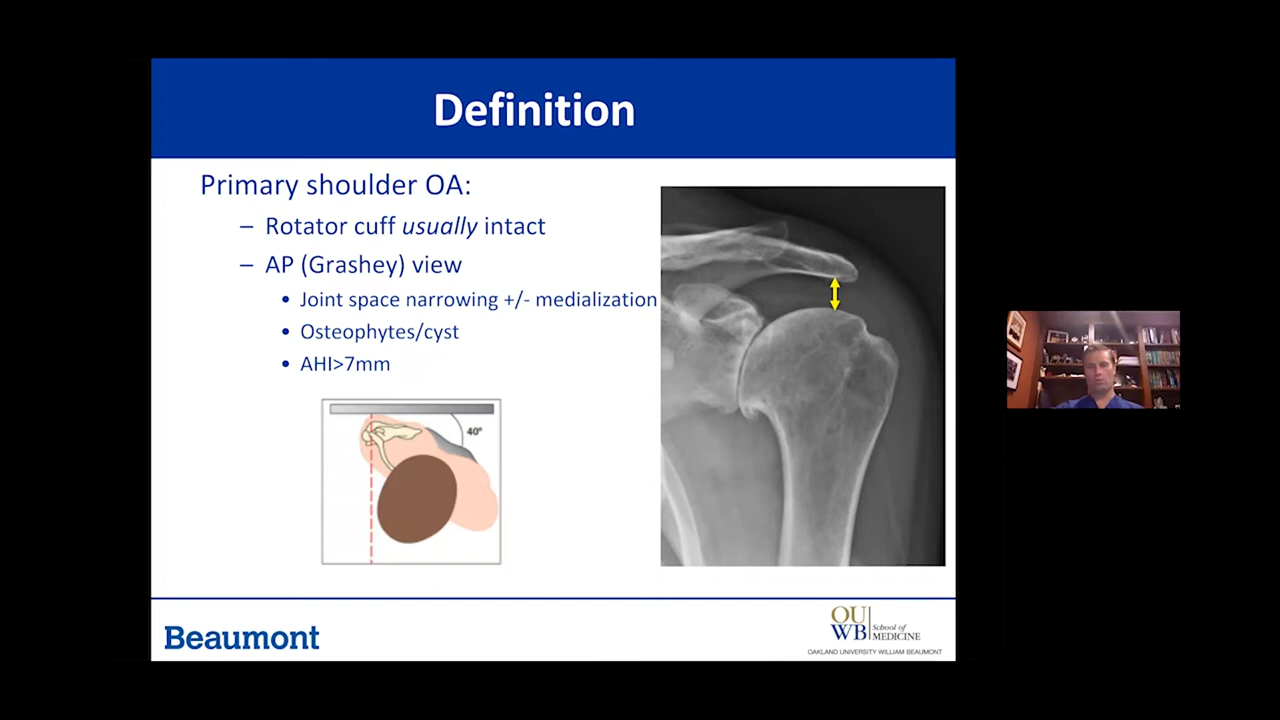 Definition
Primary shoulder OA:
– Rotator cuff usually intact
– AP (Grashey) view
• Joint space narrowing +/- medialization
• Osteophytes/cyst
• AHI>7mm
40°
Beaumont
OU
WB
School of
MEDICINE
OAKLAND UNIVERSITY WILLIAM BEAUMONT